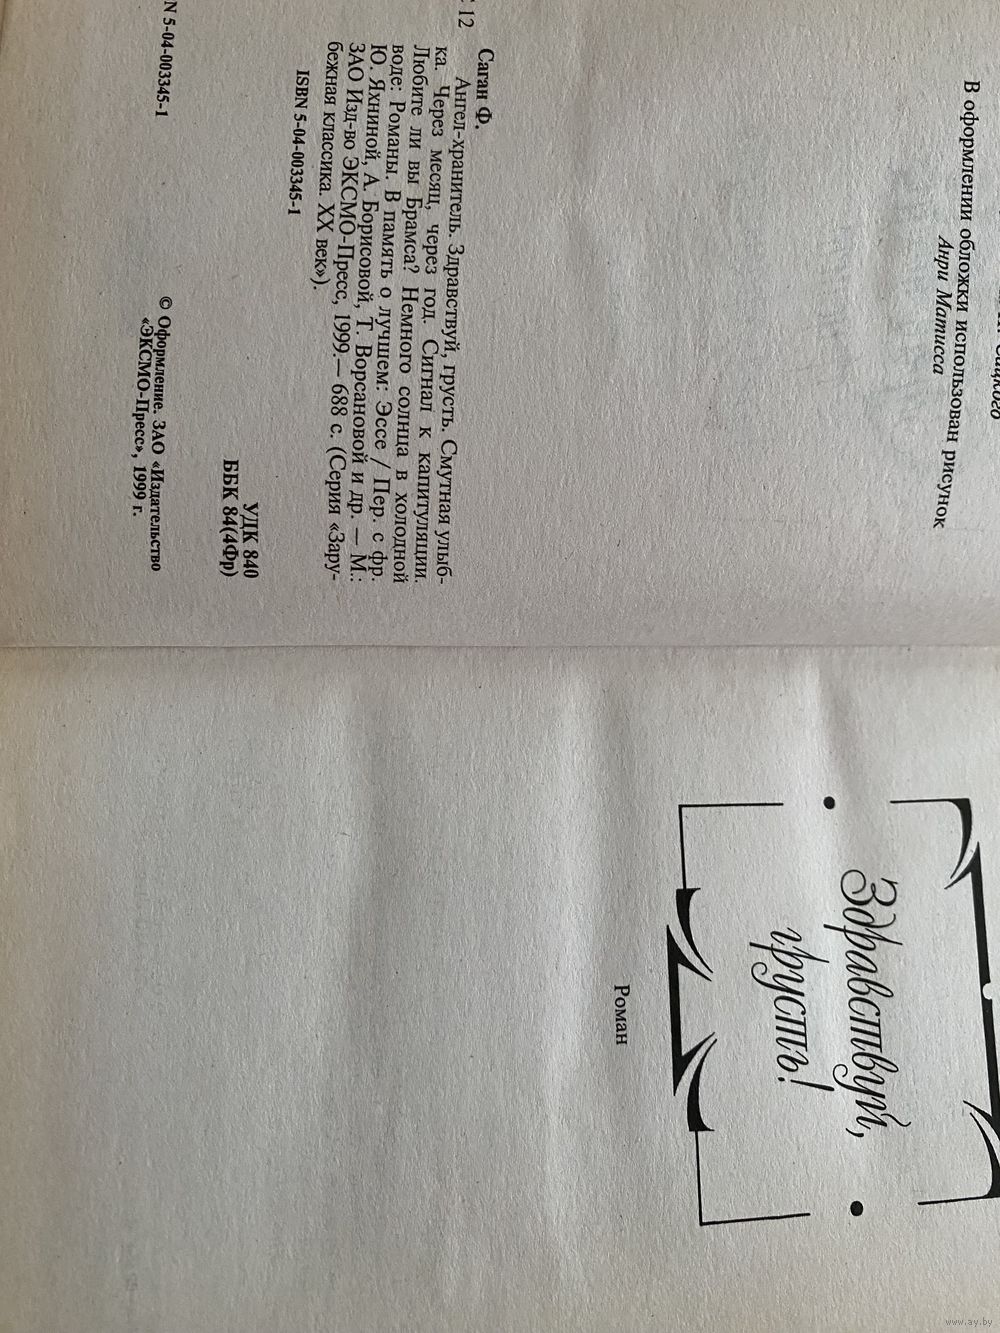 В оформлении обложки использован рисунок
Анри Матисса
12
Саган Ф.
Ангел-хранитель. Здравствуй, грусть. Смутная улыб-
ка. Через месяц, через год. Сигнал к капитуляции.
Любите ли вы Брамса? Немного солнца в холодной
воде: Романы. В память о лучшем: Эссе / Пер. с фр.
Ю. Яхниной, А. Борисовой, Т. Ворсановой и др. — М.:
ЗАО Изд-во ЭКСМО-Пресс, 1999.— 688 с. (Серия «Зару-
бежная классика. XX век»).
ISBN 5-04-003345-1
УДК 840
ББК 84(4Фр)
N 5-04-003345-1
© Оформление. ЗАО «Издательство
«ЭКСМО-Пресс», 1999 г.
Здравствуй,
грусть!
Роман
www.ay.by